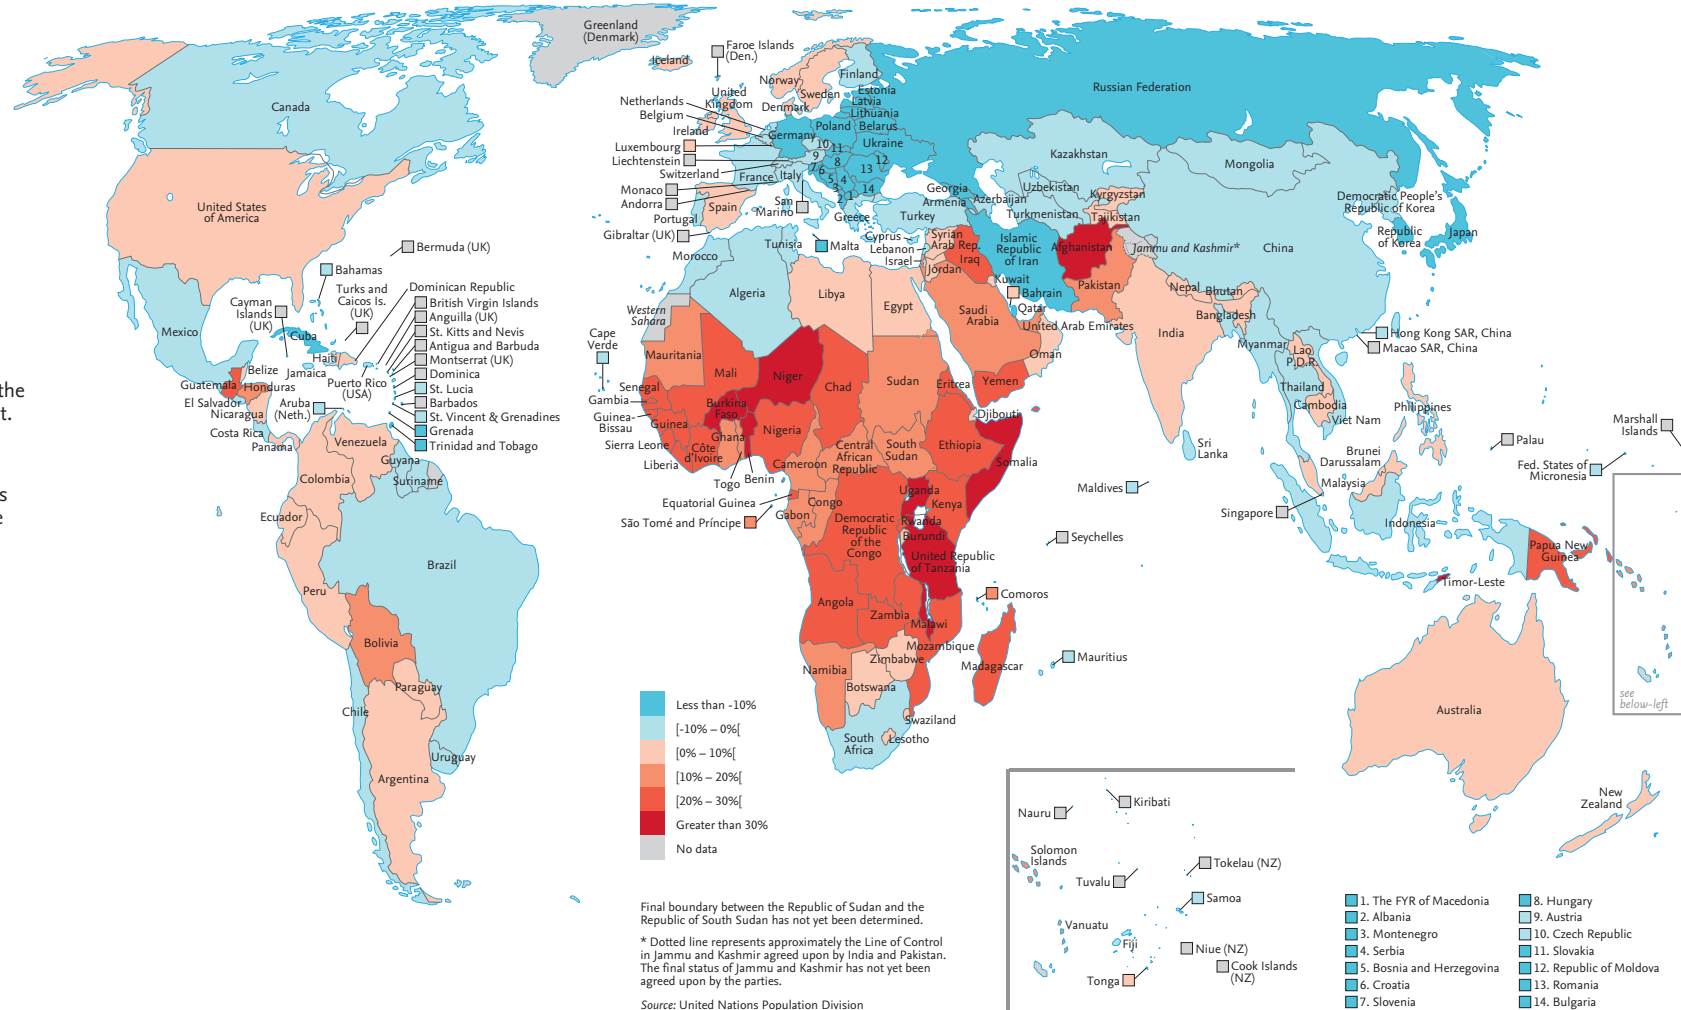 the
t.
s
e
Greenland
(Denmark)
Faroe Islands
(Den.)
Iceland
Norway
Sweden
Finland
Russian Federation
Canada
Netherlands
Belgium
Ireland
United
Kingdom
Denmark
Estonia
Latvia
Lithuania
Belarus
Poland
Germany
Ukraine
Luxembourg
Liechtenstein
Switzerland
Monaco
Andorra
Portugal
Gibraltar (UK)
France
Italy
Spain
San
Marino
Malta
Greece
10
11
9
8
7
6
5
4
3
2
1
12
13
14
Kazakhstan
Mongolia
Uzbekistan
Kyrgyzstan
Georgia
Armenia
Azerbaijan
Turkmenistan
Tajikistan
Turkey
Democratic People's
Republic of Korea
Republic
of Korea
Japan
China
Jammu and Kashmir*
Afghanistan
Islamic
Republic
of Iran
Cyprus
Lebanon
Israel
Syrian
Arab Rep.
Iraq
Jordan
Kuwait
Bahrain
Qatar
United Arab Emirates
Saudi
Arabia
Oman
Yemen
Pakistan
Nepal
Bhutan
Bangladesh
India
Myanmar
Lao
P.D.R.
Thailand
Cambodia
Viet Nam
Philippines
Hong Kong SAR, China
Macao SAR, China
Sri
Lanka
Maldives
Brunei
Darussalam
Malaysia
Singapore
Indonesia
Timor-Leste
Papua New
Guinea
Palau
Fed. States of
Micronesia
Marshall
Islands
see
below-left
Australia
New
Zealand
United States
of America
Bermuda (UK)
Bahamas
Turks and
Caicos Is.
(UK)
Cayman
Islands
(UK)
Dominican Republic
British Virgin Islands
Anguilla (UK)
St. Kitts and Nevis
Antigua and Barbuda
Montserrat (UK)
Dominica
St. Lucia
Barbados
St. Vincent & Grenadines
Grenada
Trinidad and Tobago
Mexico
Cuba
Haiti
Jamaica
Puerto Rico
(USA)
Aruba
(Neth.)
Belize
Guatemala
Honduras
El Salvador
Nicaragua
Costa Rica
Panama
Venezuela
Guyana
Suriname
Colombia
Ecuador
Peru
Brazil
Bolivia
Paraguay
Chile
Argentina
Uruguay
Morocco
Tunisia
Algeria
Libya
Egypt
Western
Sahara
Cape
Verde
Mauritania
Mali
Niger
Chad
Sudan
Eritrea
Djibouti
Senegal
Gambia
Guinea-
Bissau
Guinea
Sierra Leone
Liberia
Côte
d'Ivoire
Burkina
Faso
Ghana
Togo
Benin
Nigeria
Cameroon
Central
African
Republic
South
Sudan
Ethiopia
Somalia
Equatorial Guinea
São Tomé and Príncipe
Gabon
Congo
Democratic
Republic
of the
Congo
Uganda
Kenya
Rwanda
Burundi
United Republic
of Tanzania
Seychelles
Comoros
Angola
Zambia
Malawi
Mozambique
Madagascar
Mauritius
Namibia
Zimbabwe
Botswana
Swaziland
Lesotho
South
Africa
Less than -10%
[-10% – 0%[
[0% – 10%[
[10% – 20%[
[20% – 30%[
Greater than 30%
No data
Final boundary between the Republic of Sudan and the
Republic of South Sudan has not yet been determined.
* Dotted line represents approximately the Line of Control
in Jammu and Kashmir agreed upon by India and Pakistan.
The final status of Jammu and Kashmir has not yet been
agreed upon by the parties.
Source: United Nations Population Division
Nauru
Kiribati
Solomon
Islands
Tuvalu
Tokelau (NZ)
Samoa
Vanuatu
Fiji
Niue (NZ)
Cook Islands
(NZ)
Tonga
1. The FYR of Macedonia
2. Albania
3. Montenegro
4. Serbia
5. Bosnia and Herzegovina
6. Croatia
7. Slovenia
8. Hungary
9. Austria
10. Czech Republic
11. Slovakia
12. Republic of Moldova
13. Romania
14. Bulgaria